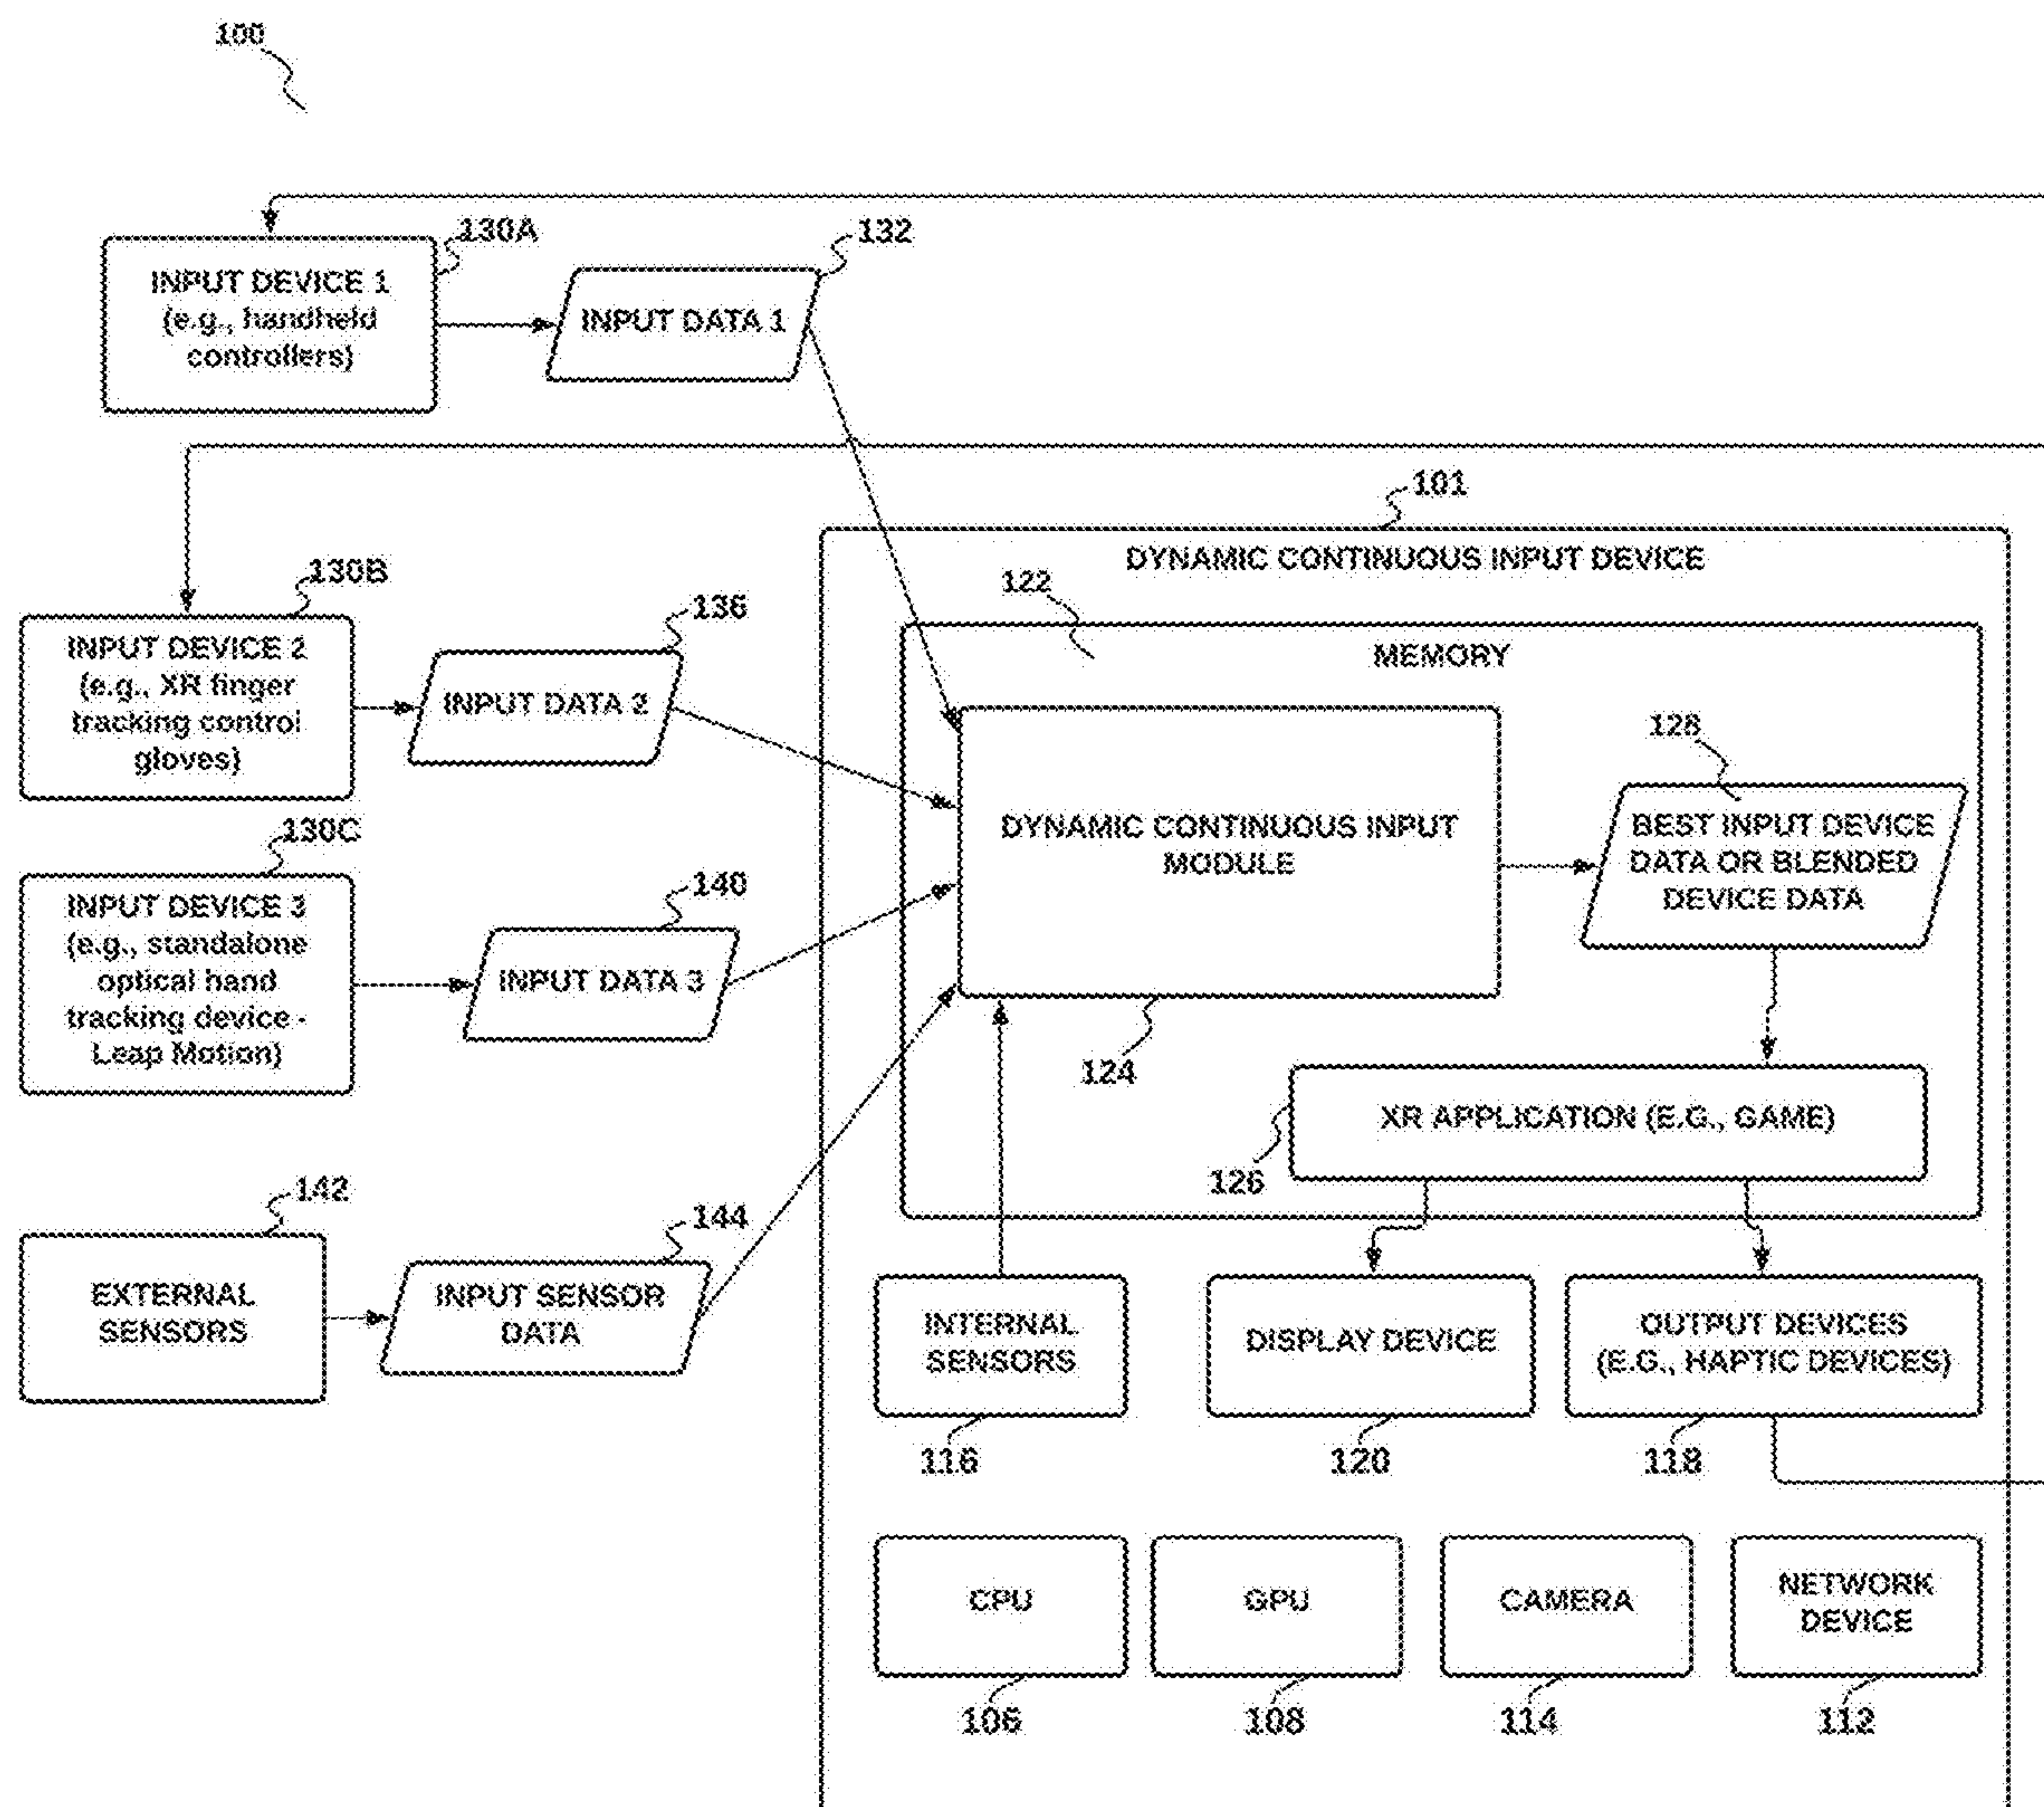 100
130A
132
INPUT DEVICE 1
(e.g., handheld
controllers)
INPUT DATA 1
101
DYNAMIC CONTINUOUS INPUT DEVICE
122
MEMORY
130B
136
INPUT DEVICE 2
(e.g., XR finger
tracking control
gloves)
INPUT DATA 2
128
DYNAMIC CONTINUOUS INPUT
MODULE
BEST INPUT DEVICE
DATA OR BLENDED
DEVICE DATA
130C
140
INPUT DEVICE 3
(e.g., standalone
optical hand
tracking device -
Leap Motion)
INPUT DATA 3
124
XR APPLICATION (E.G., GAME)
126
142
144
EXTERNAL
SENSORS
INPUT SENSOR
DATA
INTERNAL
SENSORS
DISPLAY DEVICE
OUTPUT DEVICES
(E.G., HAPTIC DEVICES)
116
120
118
CPU
GPU
CAMERA
NETWORK
DEVICE
106
108
114
112